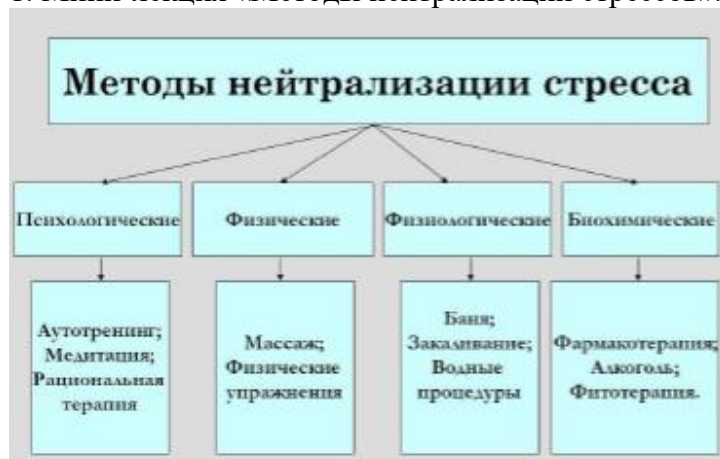 Методы нейтрализации стресса
Психологические
Физические
Физиологические
Биохимические
Аутотренинг;
Медитация;
Рациональная
терапия
Массаж;
Физические
упражнения
Баня;
Закаливание;
Водные
процедуры
Фармакотерапия;
Алкоголь;
Фитотерапия.